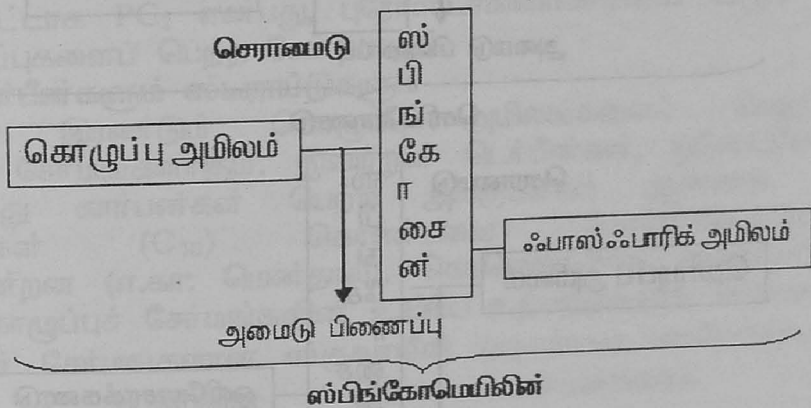 செராமைடு
ஸ்
பி
ங்
கே
ா
சை
ன்
கொழுப்பு அமிலம்
ஃபாஸ்ஃபாரிக் அமிலம்
அமைடு பிணைப்பு
ஸ்பிங்கோமெயிலின்